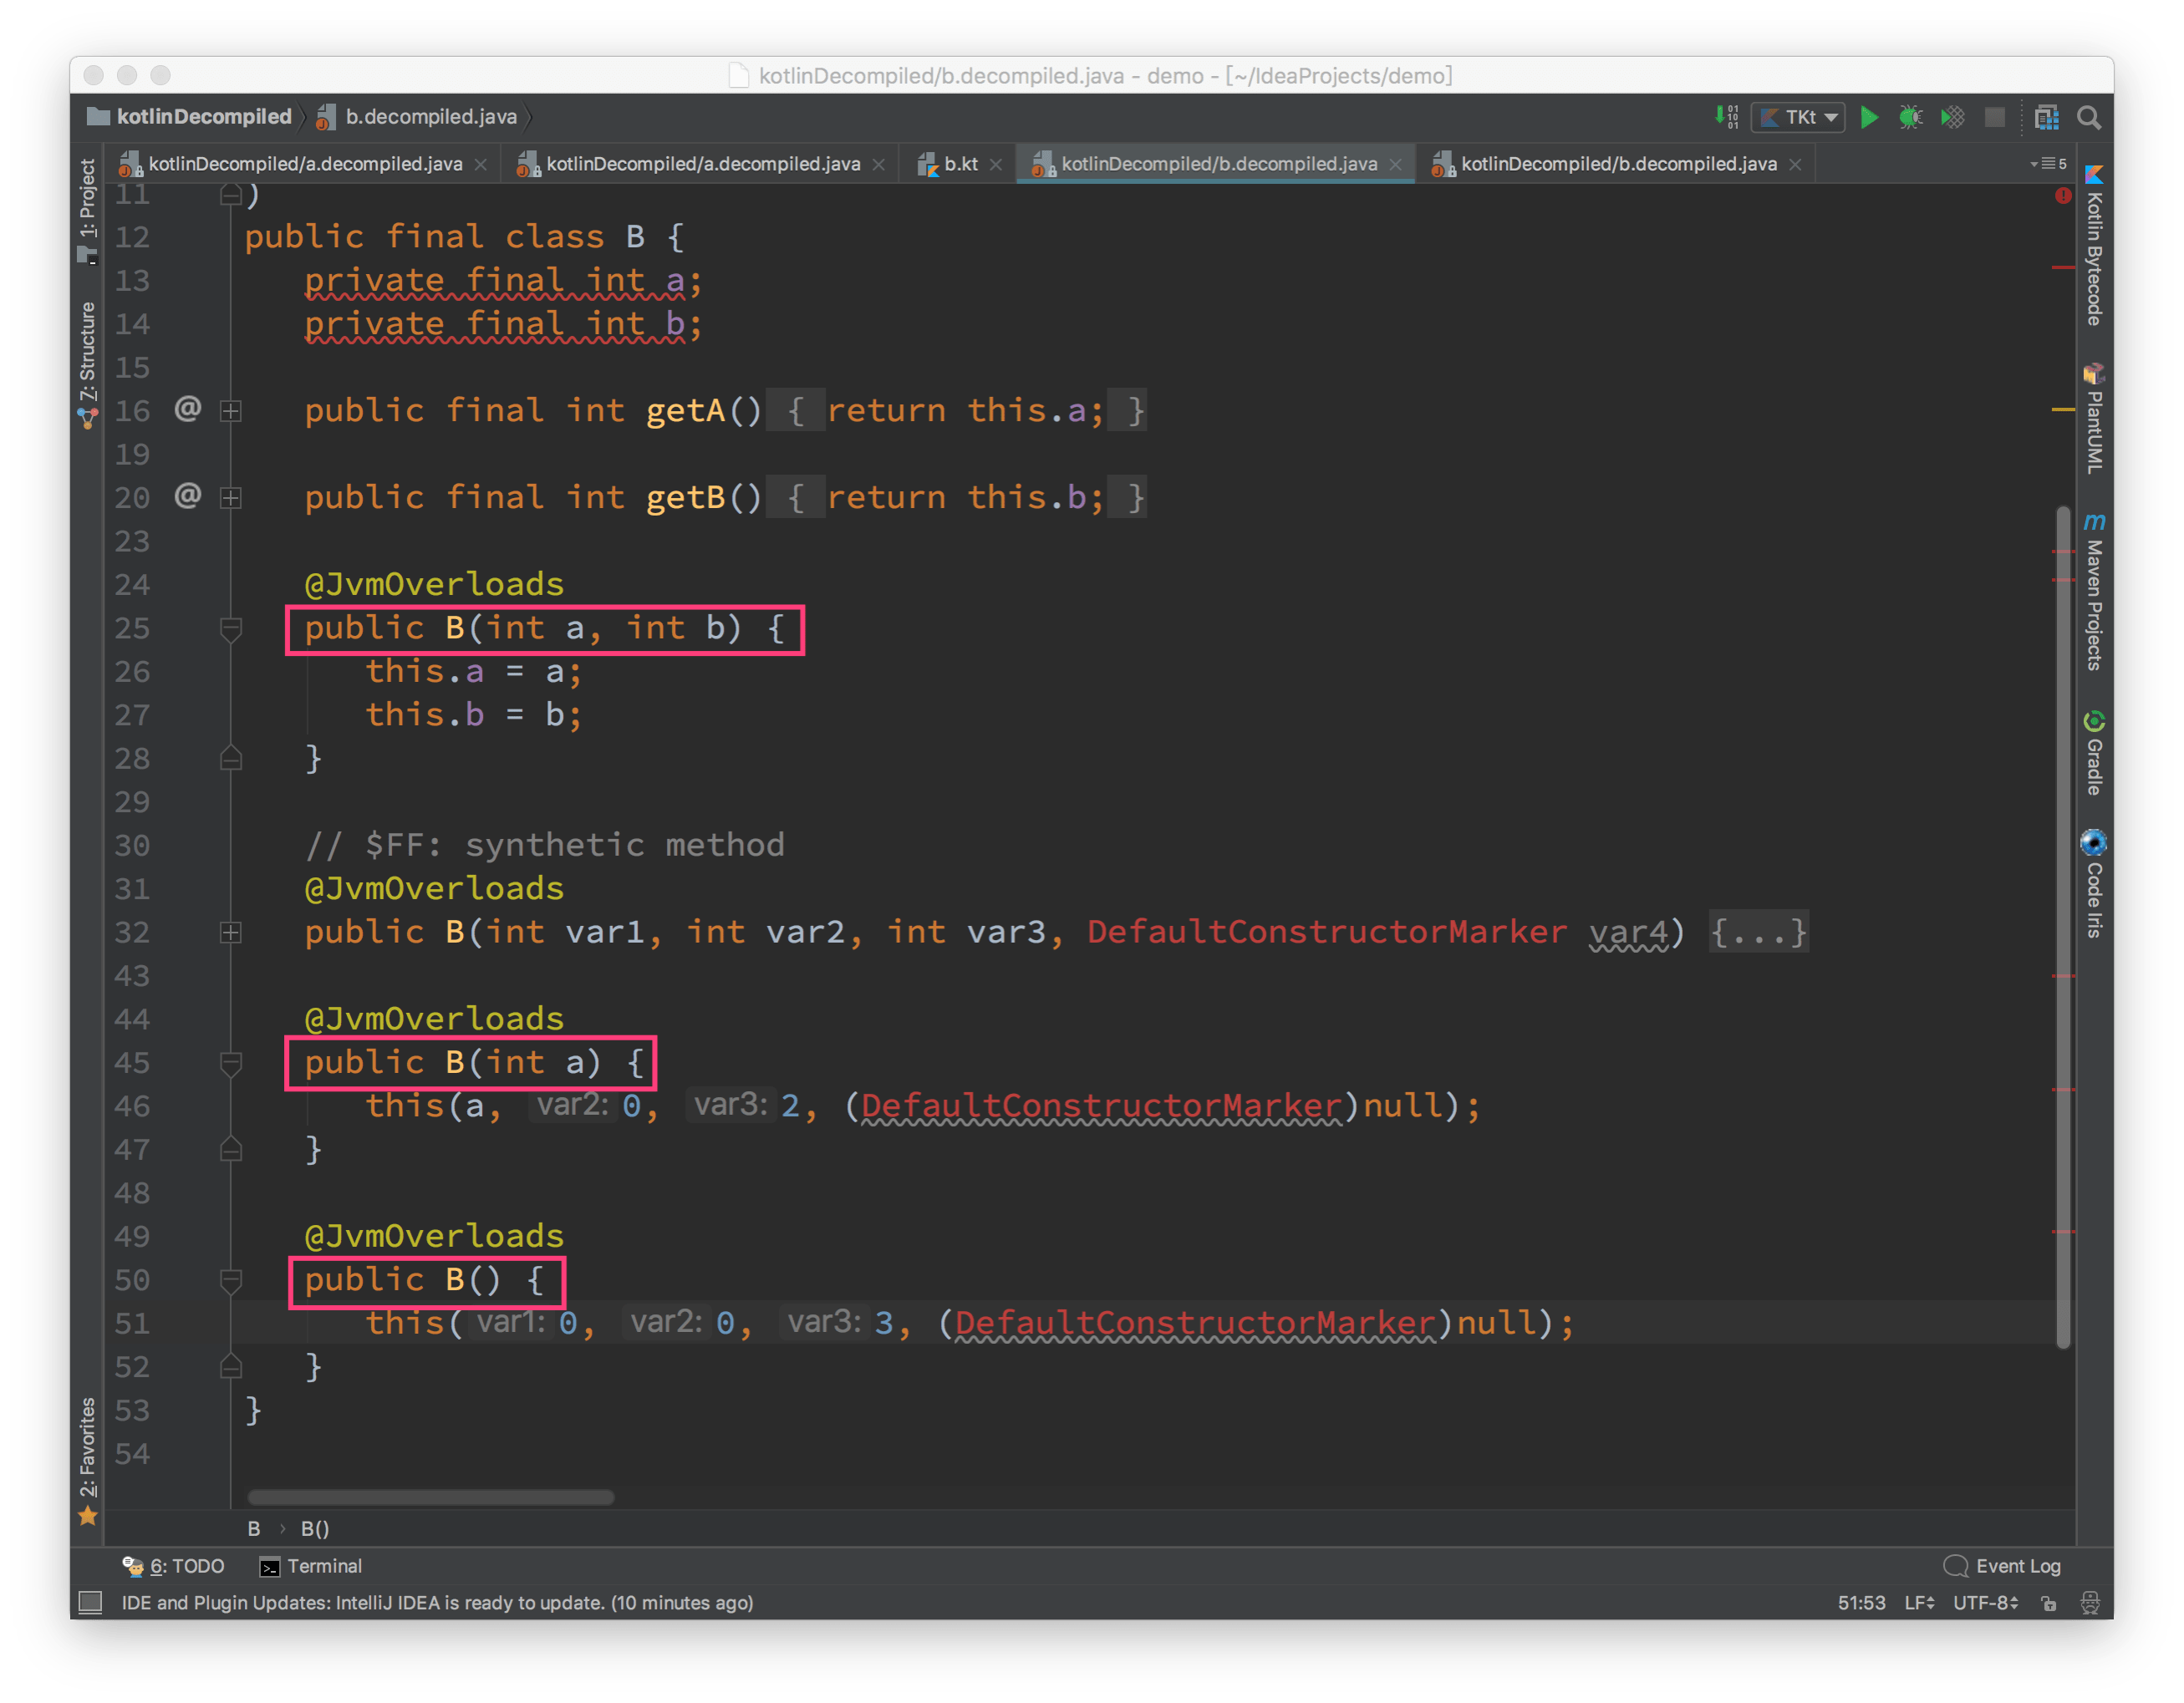 kotlinDecompiled/b.decompiled.java - demo - [~/IdeaProjects/demo]
kotlinDecompiled b.decompiled.java TKt
kotlinDecompiled/a.decompiled.java kotlinDecompiled/a.decompiled.java b.kt kotlinDecompiled/b.decompiled.java kotlinDecompiled/b.decompiled.java 5
1: Project
7: Structure
2: Favorites
11 )
12 public final class B {
13 private final int a;
14 private final int b;
15
16 @ public final int getA() { return this.a; }
19
20 @ public final int getB() { return this.b; }
23
24 @JvmOverloads
25 public B(int a, int b) {
26 this.a = a;
27 this.b = b;
28 }
29
30 // $FF: synthetic method
31 @JvmOverloads
32 public B(int var1, int var2, int var3, DefaultConstructorMarker var4) {...}
43
44 @JvmOverloads
45 public B(int a) {
46 this(a, var2: 0, var3: 2, (DefaultConstructorMarker)null);
47 }
48
49 @JvmOverloads
50 public B() {
51 this( var1: 0, var2: 0, var3: 3, (DefaultConstructorMarker)null);
52 }
53 }
54
Kotlin Bytecode
PlantUML
m Maven Projects
Gradle
Code Iris
B › B()
6: TODO Terminal Event Log
IDE and Plugin Updates: IntelliJ IDEA is ready to update. (10 minutes ago) 51:53 LF UTF-8